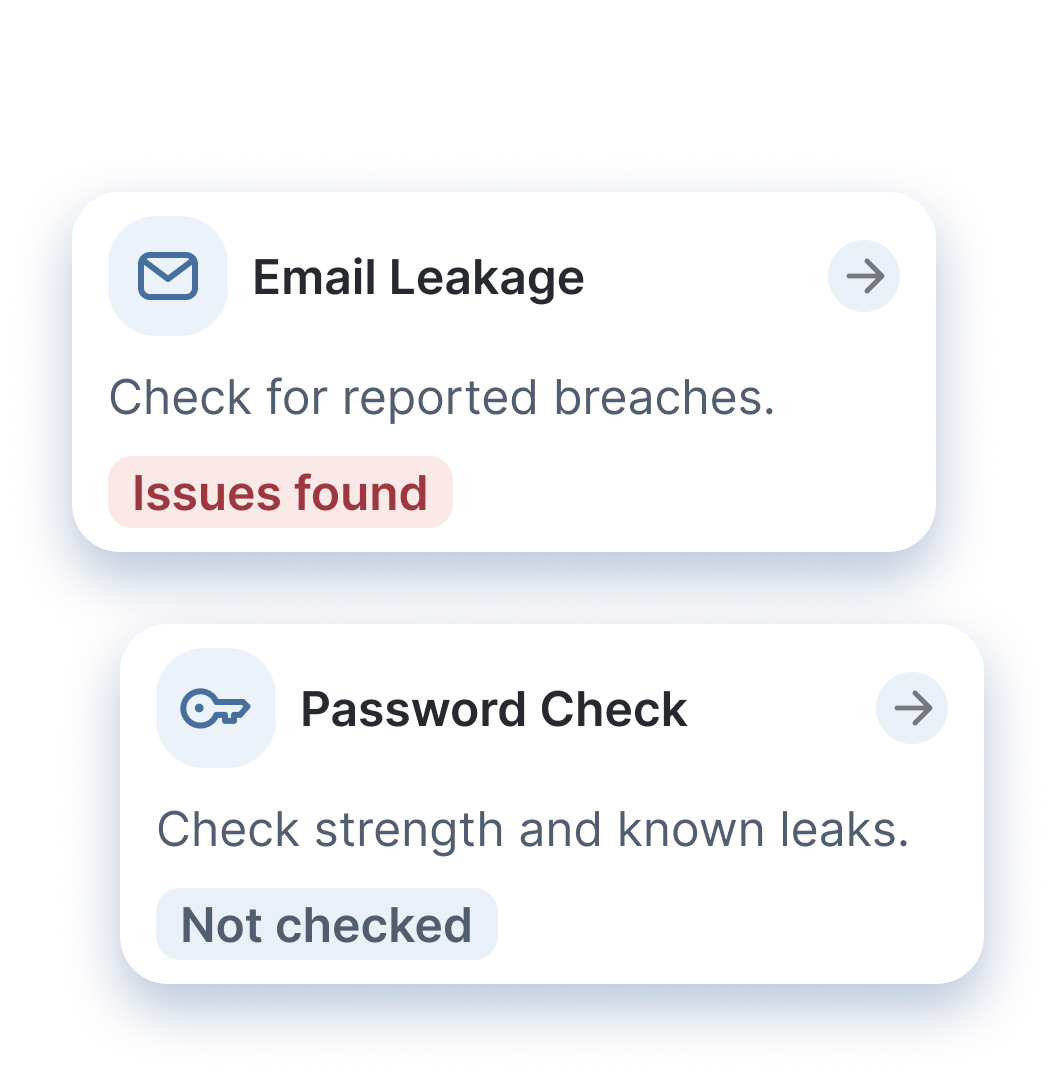 Email Leakage
Check for reported breaches.
Issues found
Password Check
Check strength and known leaks.
Not checked